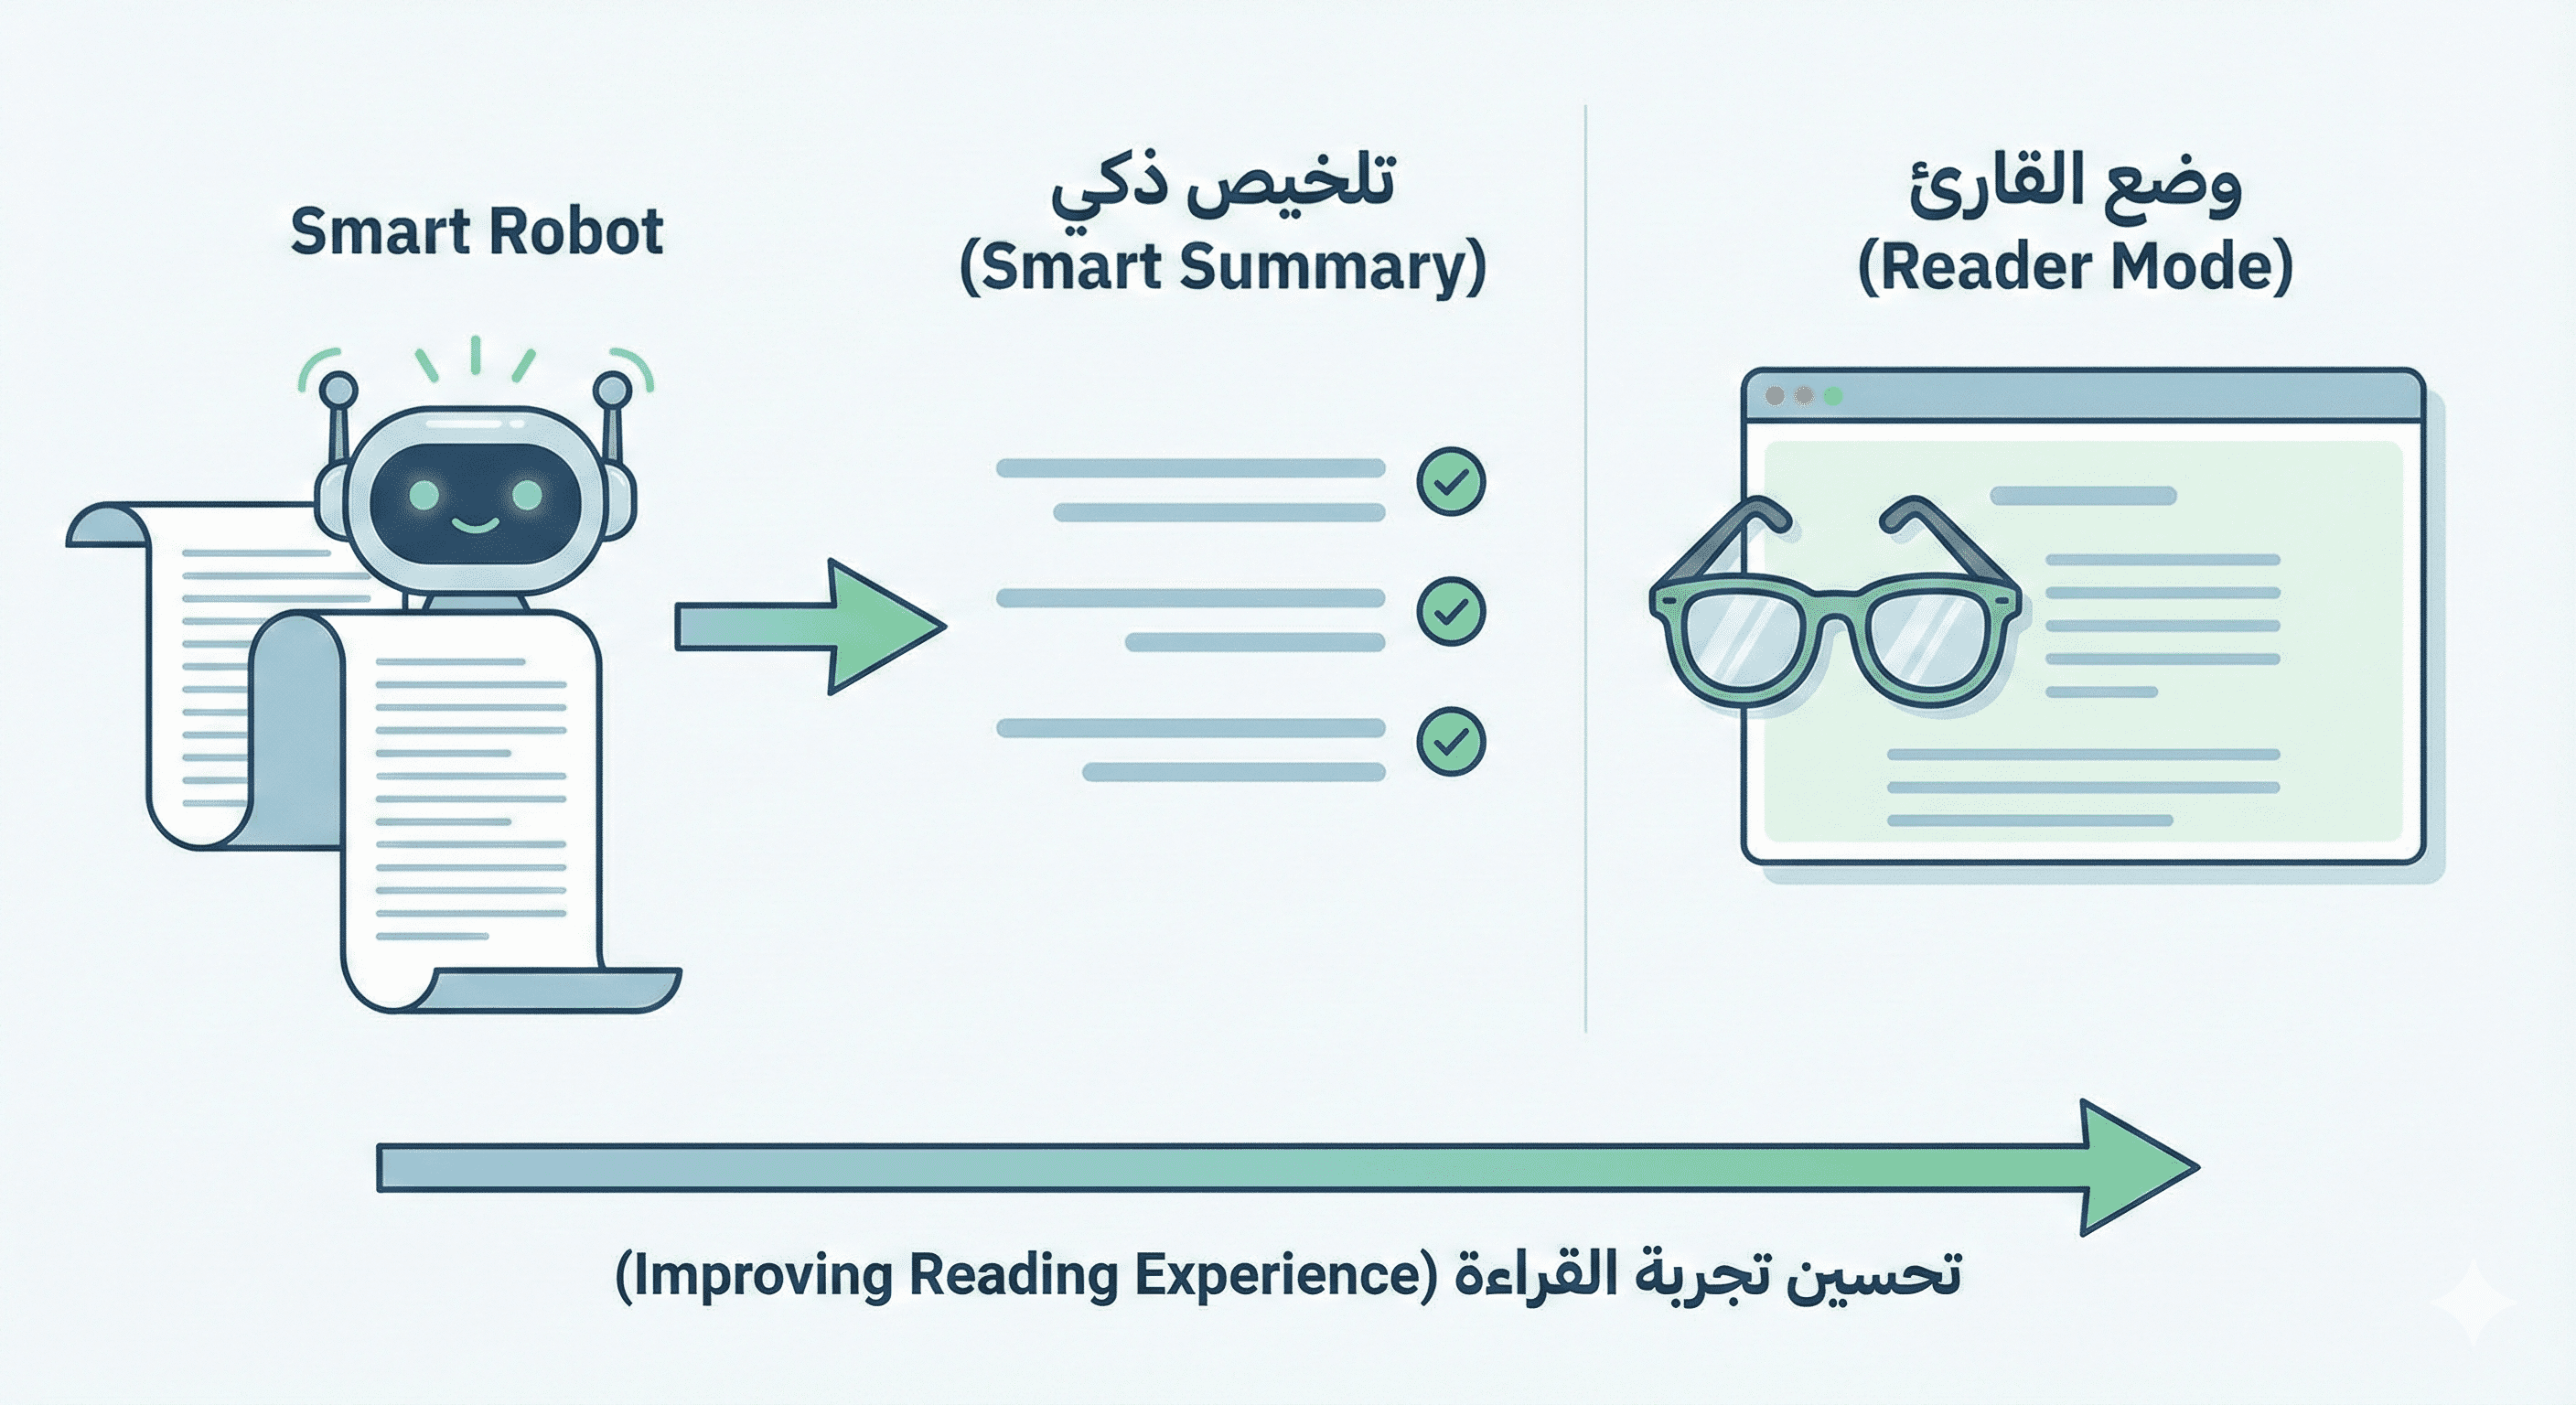 Smart Robot
تلخيص ذكي
(Smart Summary)
وضع القارئ
(Reader Mode)
تحسين تجربة القراءة (Improving Reading Experience)